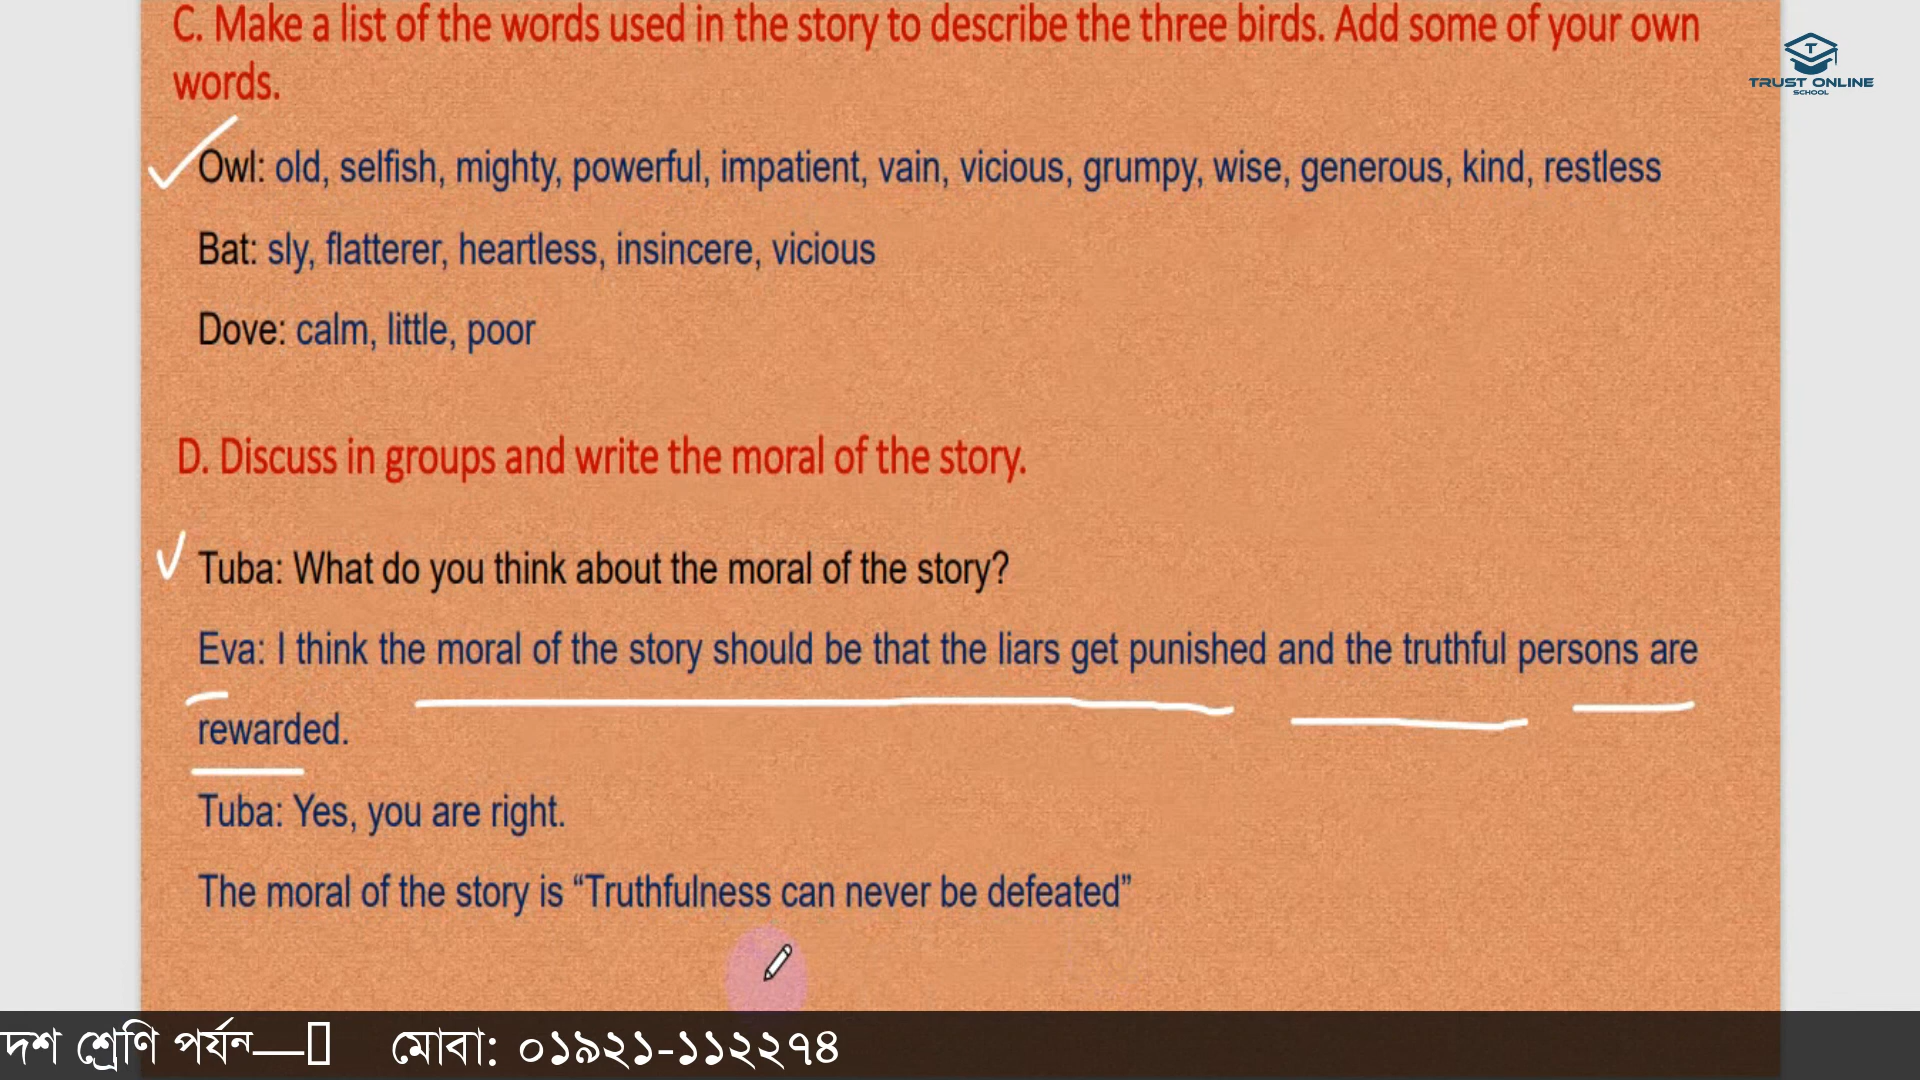 C. Make a list of the words used in the story to describe the three birds. Add some of your own
words.
T
TRUST ONLINE
SCHOOL
Owl: old, selfish, mighty, powerful, impatient, vain, vicious, grumpy, wise, generous, kind, restless
Bat: sly, flatterer, heartless, insincere, vicious
Dove: calm, little, poor
D. Discuss in groups and write the moral of the story.
Tuba: What do you think about the moral of the story?
Eva: I think the moral of the story should be that the liars get punished and the truthful persons are
rewarded.
Tuba: Yes, you are right.
The moral of the story is “Truthfulness can never be defeated”
দশ শ্রেণি পর্যন—▯ মোবা: ০১৯২১-১১২২৭৪